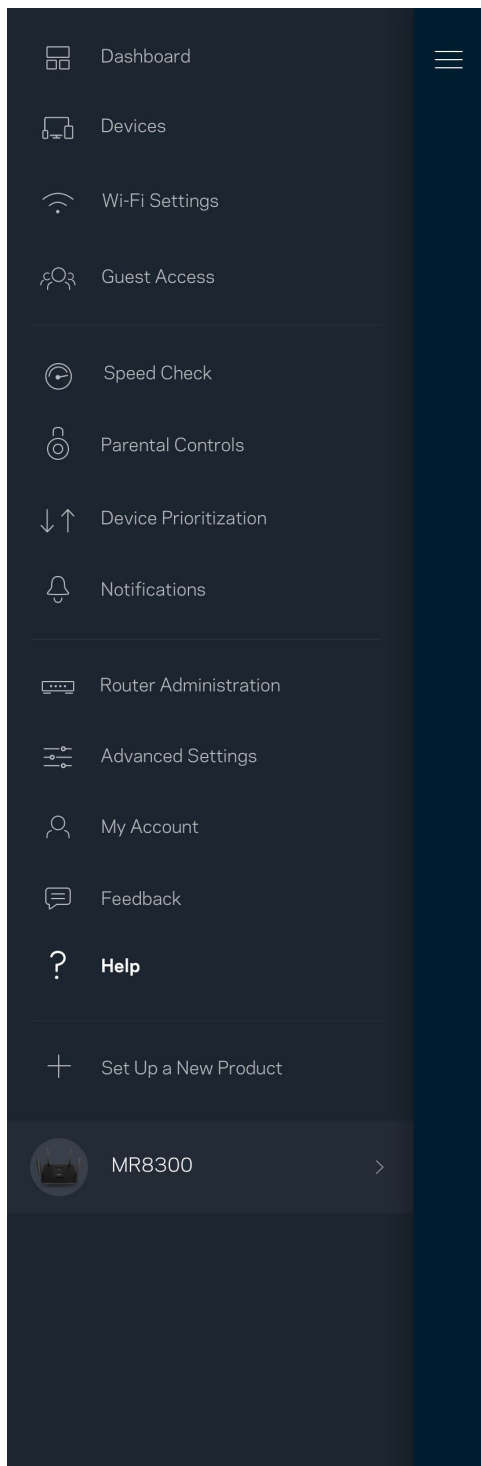 Dashboard
Devices
Wi-Fi Settings
Guest Access
Speed Check
Parental Controls
Device Prioritization
Notifications
Router Administration
Advanced Settings
My Account
Feedback
Help
Set Up a New Product
MR8300